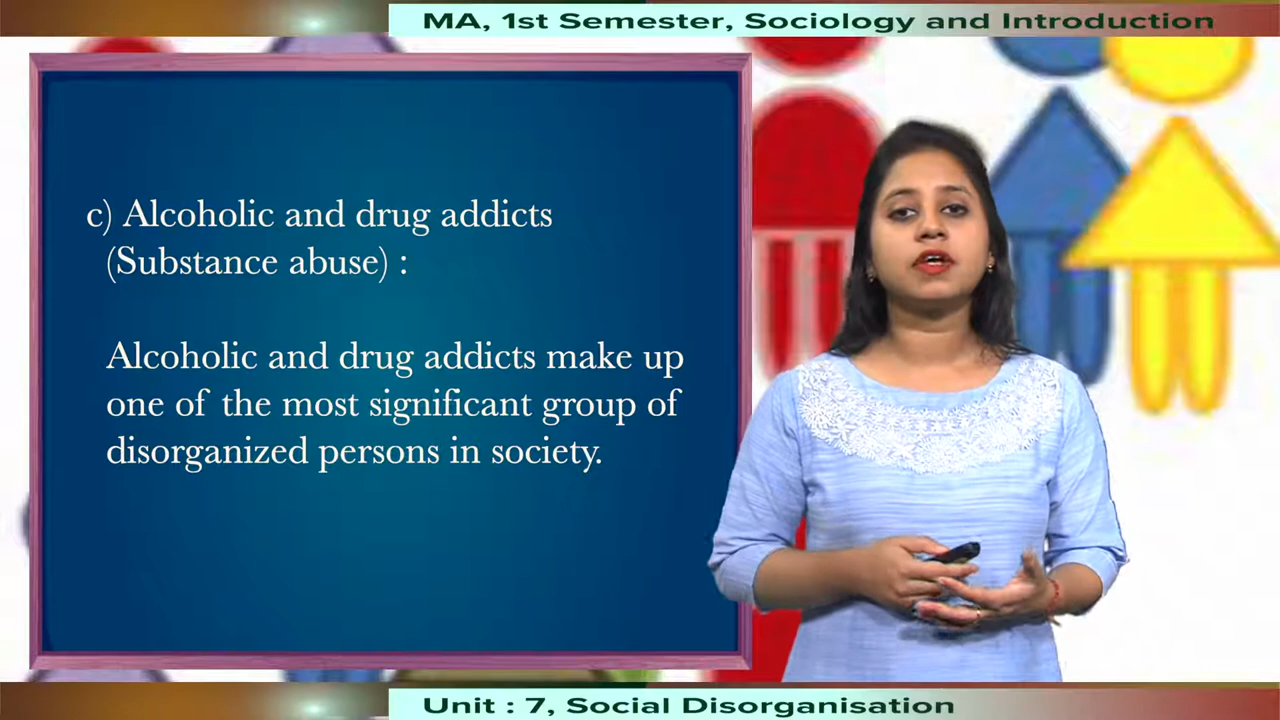 MA, 1st Semester, Sociology and Introduction
c) Alcoholic and drug addicts
(Substance abuse) :
Alcoholic and drug addicts make up
one of the most significant group of
disorganized persons in society.
Unit : 7, Social Disorganisation